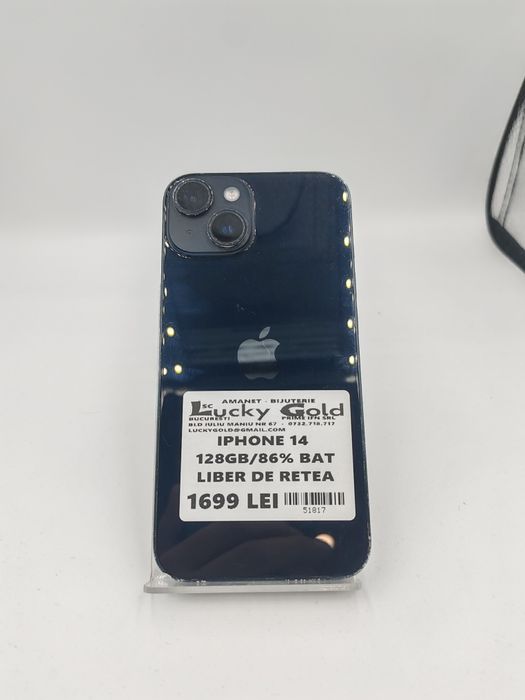 AMANET - BIJUTERIE
SC Lucky Gold
BUCURESTI PRIME IFN SRL
BLD IULIU MANIU NR 67 - 0732.718.717
LUCKYGOLD@GMAIL.COM
IPHONE 14
128GB/86% BAT
LIBER DE RETEA
1699 LEI
51817